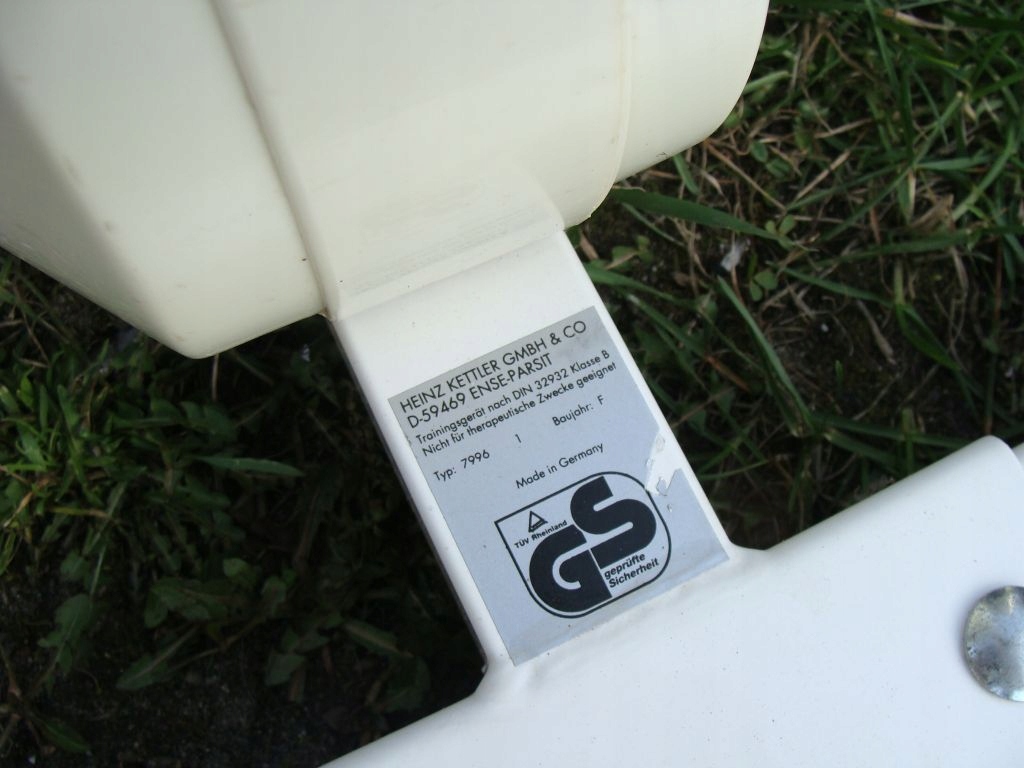 HEINZ KETTLER GMBH & CO
D-59469 ENSE-PARSIT
Trainingsgerät nach DIN 32932 Klasse B
Nicht für therapeutische Zwecke geeignet
Typ: 7996 1 Baujahr: F
Made in Germany
TÜV Rheinland
GS
geprüfte
Sicherheit